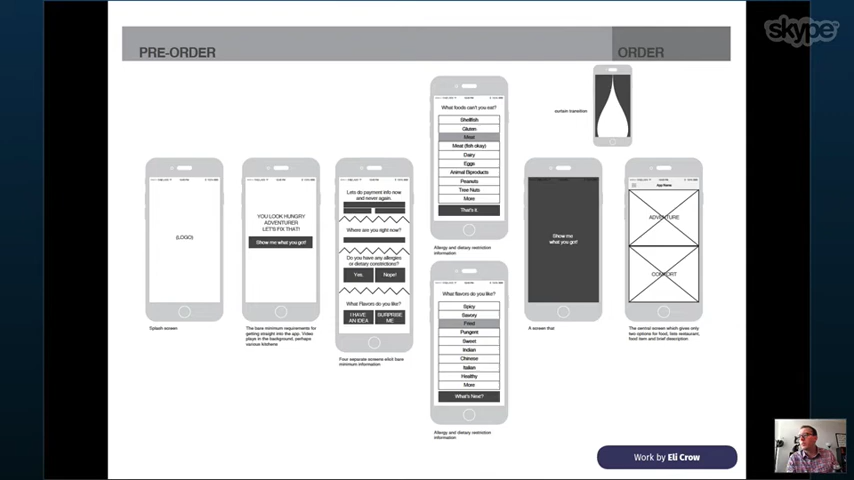 skype
PRE-ORDER
ORDER
(LOGO)
Splash screen
YOU LOOK HUNGRY
ADVENTURER
LET'S FIX THAT!
Show me what you got!
The bare minimum requirements for
getting straight into the app. Video
plays in the background, perhaps
various kitchens
Lets do payment info now
and never again.
Where are you right now?
Do you have any allergies
or dietary constrictions?
Yes.
Nope!
What Flavors do you like?
I HAVE
AN IDEA
SURPRISE
ME
Four separate screens elicit bare
minimum information
What foods can't you eat?
Shellfish
Gluten
Meat
Meat (fish okay)
Dairy
Eggs
Animal Biproducts
Peanuts
Tree Nuts
More
That's it.
Allergy and dietary restriction
information
What flavors do you like?
Spicy
Savory
Fried
Pungent
Sweet
Indian
Chinese
Italian
Healthy
More
What's Next?
Allergy and dietary restriction
information
curtain transition
Show me
what you got!
A screen that
App Name
ADVENTURE
COMFORT
The central screen which gives only
two options for food, lists restaurant,
food item and brief description
Work by Eli Crow